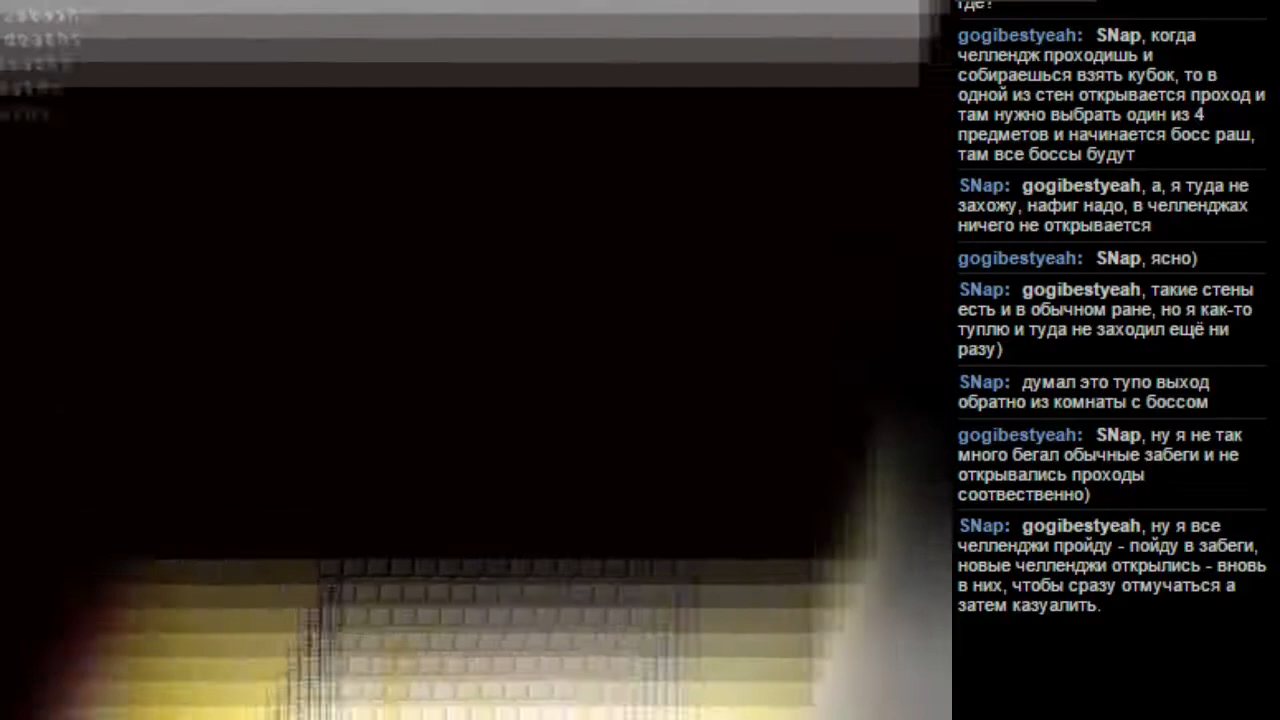 где?
gogibestyeah: SNap, когда
челлендж проходишь и
собираешься взять кубок, то в
одной из стен открывается проход и
там нужно выбрать один из 4
предметов и начинается босс раш,
там все боссы будут
SNap: gogibestyeah, а, я туда не
захожу, нафиг надо, в челленджах
ничего не открывается
gogibestyeah: SNap, ясно)
SNap: gogibestyeah, такие стены
есть и в обычном ране, но я как-то
туплю и туда не заходил ещё ни
разу)
SNap: думал это тупо выход
обратно из комнаты с боссом
gogibestyeah: SNap, ну я не так
много бегал обычные забеги и не
открывались проходы
соотвественно)
SNap: gogibestyeah, ну я все
челленджи пройду - пойду в забеги,
новые челленджи открылись - вновь
в них, чтобы сразу отмучаться а
затем казуалить.
deaths